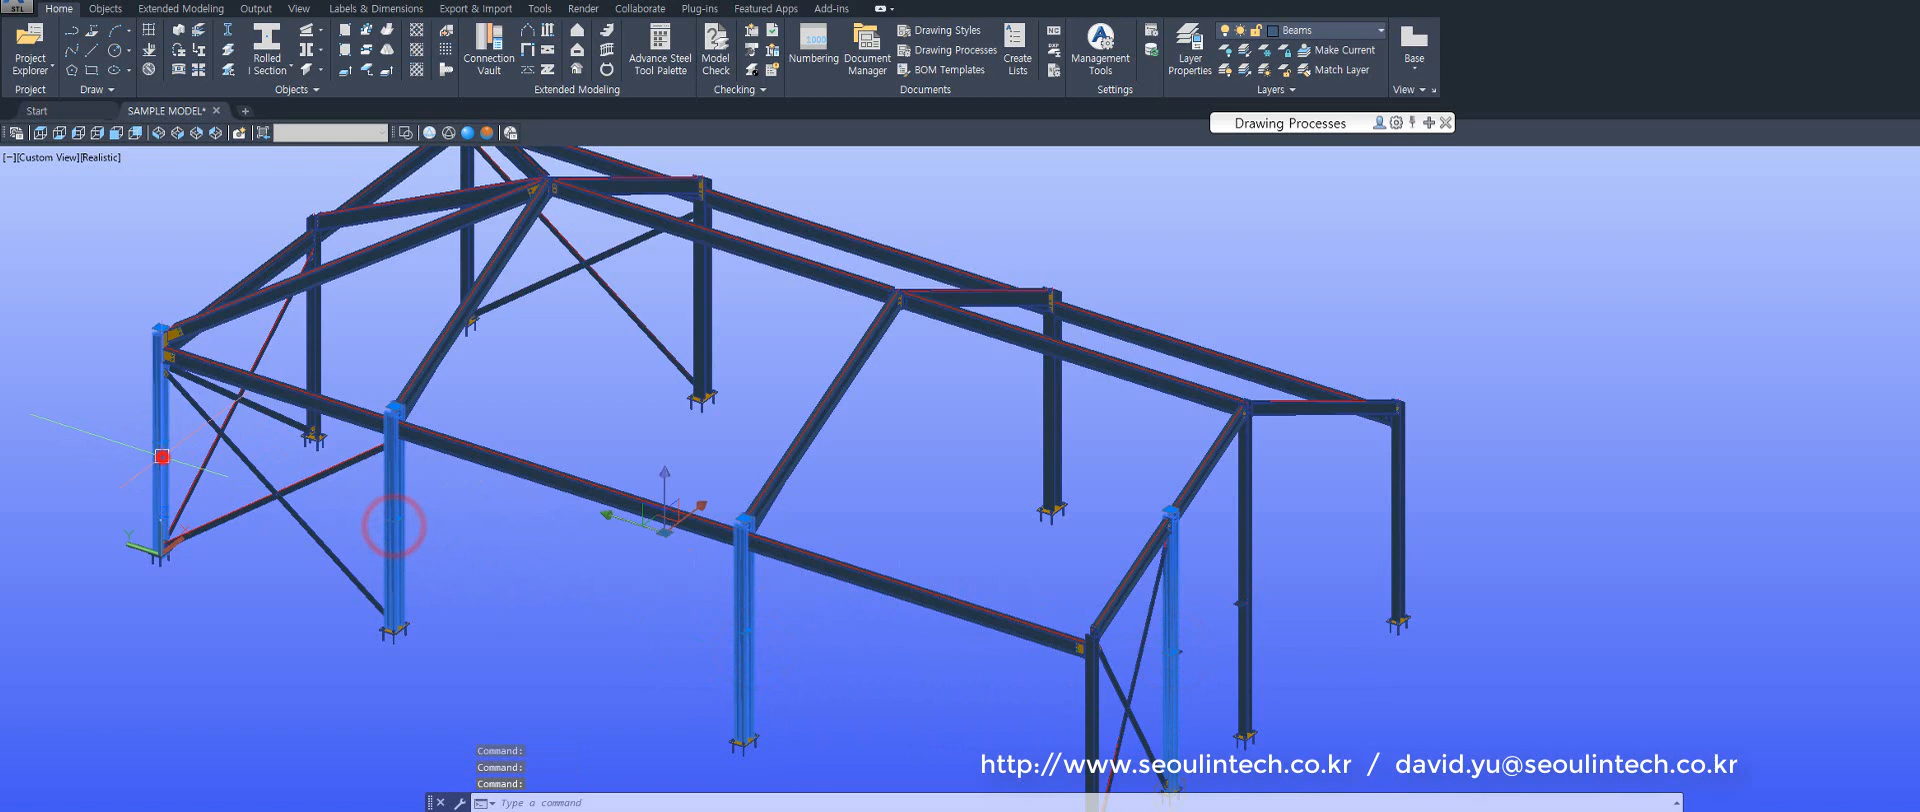 STL
Home Objects Extended Modeling Output View Labels & Dimensions Export & Import Tools Render Collaborate Plug-ins Featured Apps Add-ins
Project
Explorer
Rolled
I Section
Connection
Vault
Advance Steel
Tool Palette
Model
Check
Numbering
1000
Document
Manager
Drawing Styles
Drawing Processes
BOM Templates
Create
Lists
NC
Management
Tools
Layer
Properties
Beams
Make Current
Match Layer
Base
Project Draw Objects Extended Modeling Checking Documents Settings Layers View
Start SAMPLE MODEL*
Drawing Processes
[−][Custom View][Realistic]
Y
X
Command:
Command:
Command:
http://www.seoulintech.co.kr / david.yu@seoulintech.co.kr
Type a command